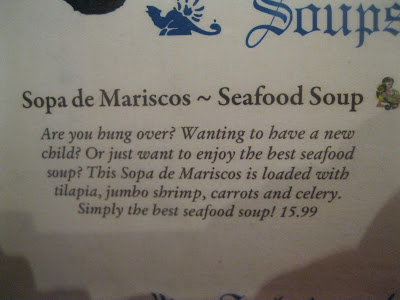 Soups
Sopa de Mariscos ~ Seafood Soup
Are you hung over? Wanting to have a new
child? Or just want to enjoy the best seafood
soup? This Sopa de Mariscos is loaded with
tilapia, jumbo shrimp, carrots and celery.
Simply the best seafood soup! 15.99